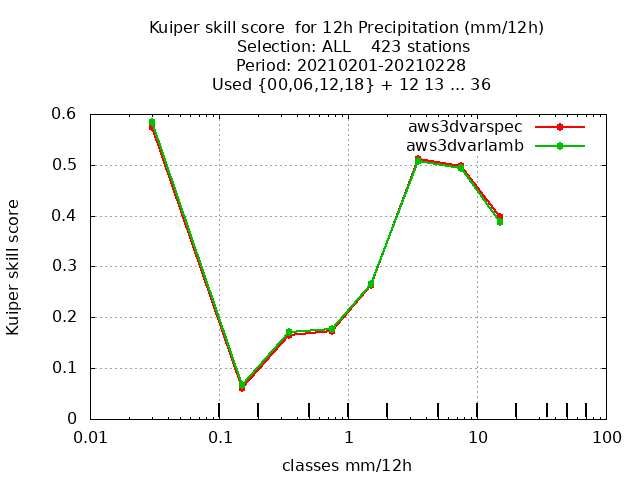 Kuiper skill score  for 12h Precipitation (mm/12h)
Selection: ALL    423 stations
Period: 20210201-20210228
Used {00,06,12,18} + 12 13 ... 36
aws3dvarspec
aws3dvarlamb
Kuiper skill score
0.6
0.5
0.4
0.3
0.2
0.1
0
0.01 0.1 1 10 100
classes mm/12h